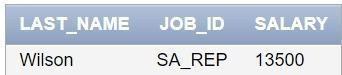 LAST_NAME JOB_ID SALARY
Wilson SA_REP 13500